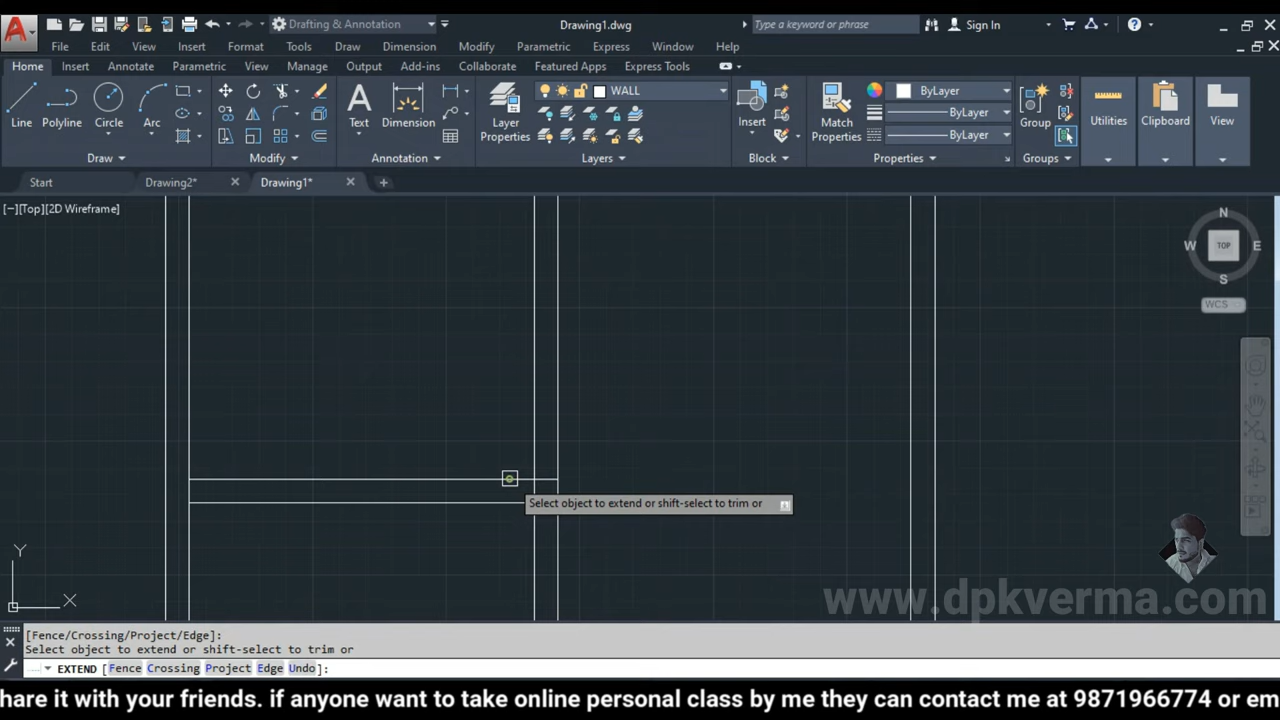 Drafting & Annotation
Drawing1.dwg
Type a keyword or phrase
Sign In
File Edit View Insert Format Tools Draw Dimension Modify Parametric Express Window Help
Home Insert Annotate Parametric View Manage Output Add-ins Collaborate Featured Apps Express Tools
WALL
ByLayer
ByLayer
ByLayer
Line Polyline Circle Arc
Text Dimension
Layer Properties
Insert
Match Properties
Group
Utilities
Clipboard
View
Draw Modify Annotation Layers Block Properties Groups
Start Drawing2* Drawing1*
[−][Top][2D Wireframe]
N
W TOP E
S
WCS
Select object to extend or shift-select to trim or
Y
X
www.dpkverma.com
[Fence/Crossing/Project/Edge]:
Select object to extend or shift-select to trim or
EXTEND [Fence Crossing Project Edge Undo]:
hare it with your friends. if anyone want to take online personal class by me they can contact me at 9871966774 or em